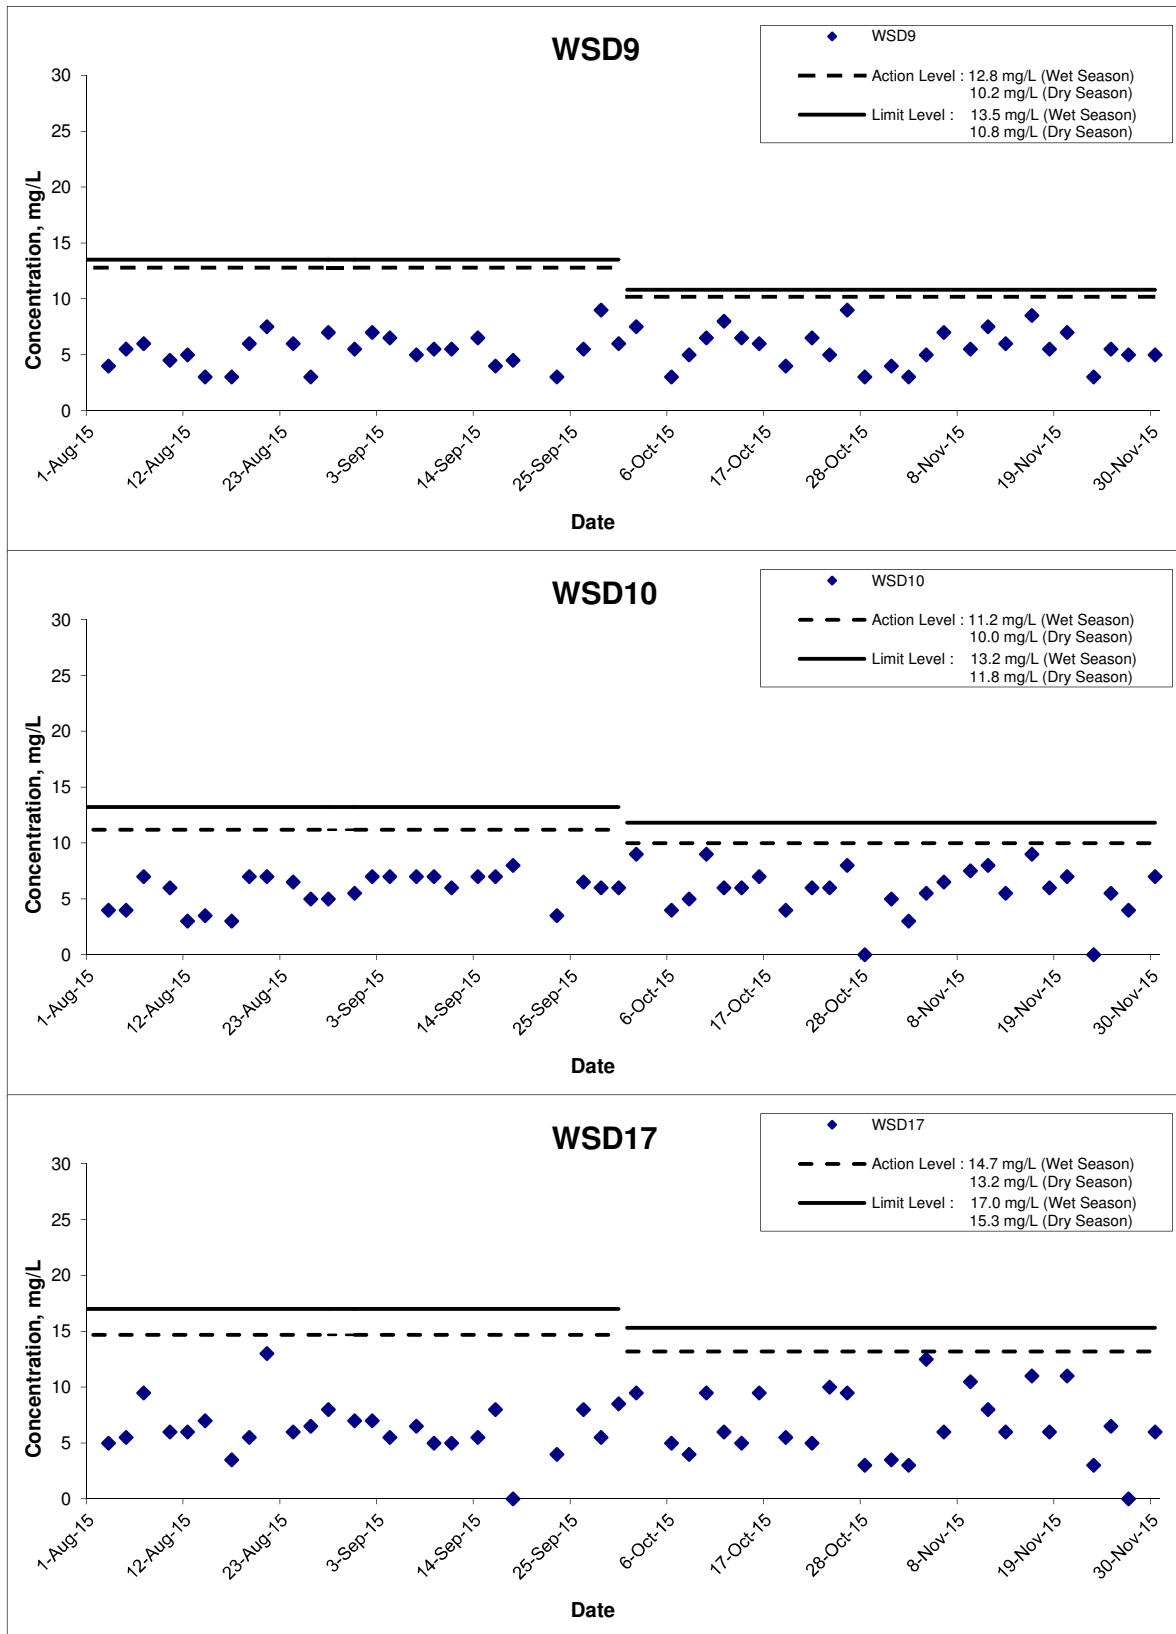 WSD9
WSD9
Action Level : 12.8 mg/L (Wet Season)
10.2 mg/L (Dry Season)
Limit Level : 13.5 mg/L (Wet Season)
10.8 mg/L (Dry Season)
Concentration, mg/L
30
25
20
15
10
5
0
1-Aug-15
12-Aug-15
23-Aug-15
3-Sep-15
14-Sep-15
25-Sep-15
6-Oct-15
17-Oct-15
28-Oct-15
8-Nov-15
19-Nov-15
30-Nov-15
Date
WSD10
WSD10
Action Level : 11.2 mg/L (Wet Season)
10.0 mg/L (Dry Season)
Limit Level : 13.2 mg/L (Wet Season)
11.8 mg/L (Dry Season)
Concentration, mg/L
30
25
20
15
10
5
0
1-Aug-15
12-Aug-15
23-Aug-15
3-Sep-15
14-Sep-15
25-Sep-15
6-Oct-15
17-Oct-15
28-Oct-15
8-Nov-15
19-Nov-15
30-Nov-15
Date
WSD17
WSD17
Action Level : 14.7 mg/L (Wet Season)
13.2 mg/L (Dry Season)
Limit Level : 17.0 mg/L (Wet Season)
15.3 mg/L (Dry Season)
Concentration, mg/L
30
25
20
15
10
5
0
1-Aug-15
12-Aug-15
23-Aug-15
3-Sep-15
14-Sep-15
25-Sep-15
6-Oct-15
17-Oct-15
28-Oct-15
8-Nov-15
19-Nov-15
30-Nov-15
Date